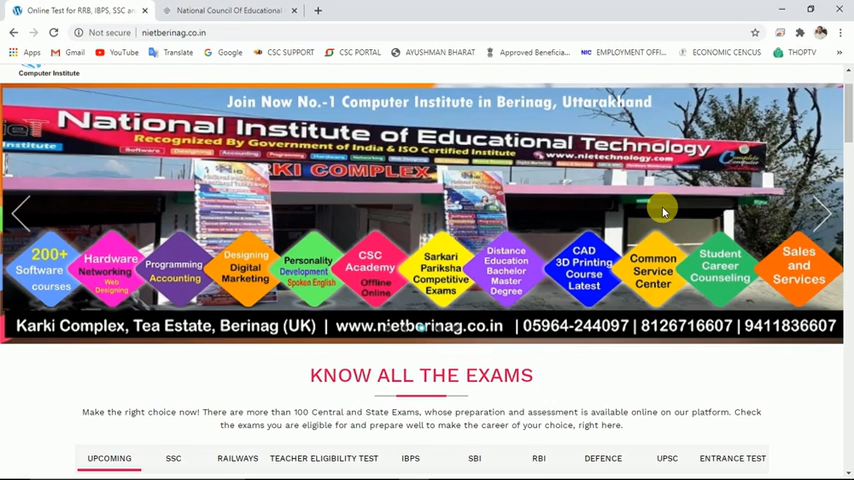 Online Test for RRB, IBPS, SSC an
National Council Of Educational
Not secure | nietberinag.co.in
Apps
Gmail
YouTube
Translate
Google
CSC SUPPORT
CSC PORTAL
AYUSHMAN BHARAT
Approved Beneficia...
NIC EMPLOYMENT OFFI...
ECONOMIC CENCUS
THOPTV
Computer Institute
Join Now No.-1 Computer Institute in Berinag, Uttarakhand
National Institute of Educational Technology
Recognized By Government of India & ISO Certified Institute
www.nietechnology.com
Institute
KI COMPLEX
200+ Software courses
Hardware Networking Web Designing
Programming Accounting
Designing Digital Marketing
Personality Development Spoken English
CSC Academy Offline Online
Sarkari Pariksha Competitive Exams
Distance Education Bachelor Master Degree
CAD 3D Printing Course Latest
Common Service Center
Student Career Counseling
Sales and Services
Karki Complex, Tea Estate, Berinag (UK) | www.nietberinag.co.in | 05964-244097 | 8126716607 | 9411836607
KNOW ALL THE EXAMS
Make the right choice now! There are more than 100 Central and State Exams, whose preparation and assessment is available online on our platform. Check
the exams you are eligible for and prepare well to make the career of your choice, right here.
UPCOMING
SSC
RAILWAYS
TEACHER ELIGIBILITY TEST
IBPS
SBI
RBI
DEFENCE
UPSC
ENTRANCE TEST